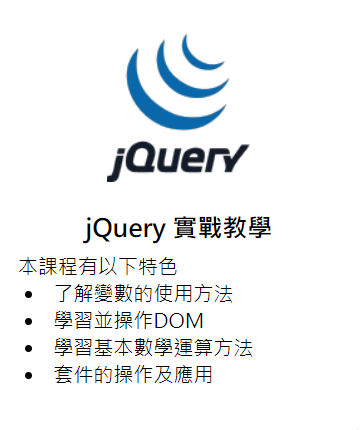 jQuery
jQuery 實戰教學
本課程有以下特色
• 了解變數的使用方法
• 學習並操作DOM
• 學習基本數學運算方法
• 套件的操作及應用